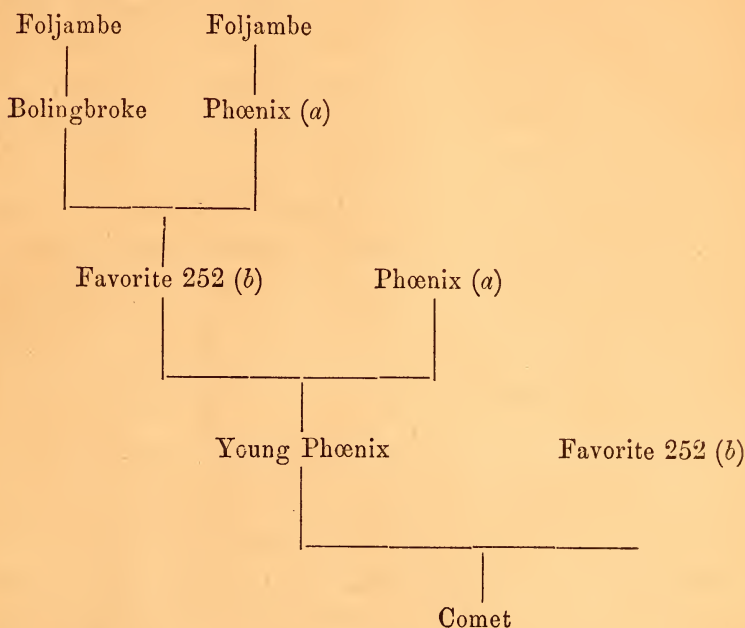 Foljambe Foljambe
Bolingbroke Phœnix (a)
Favorite 252 (b) Phœnix (a)
Young Phœnix Favorite 252 (b)
Comet